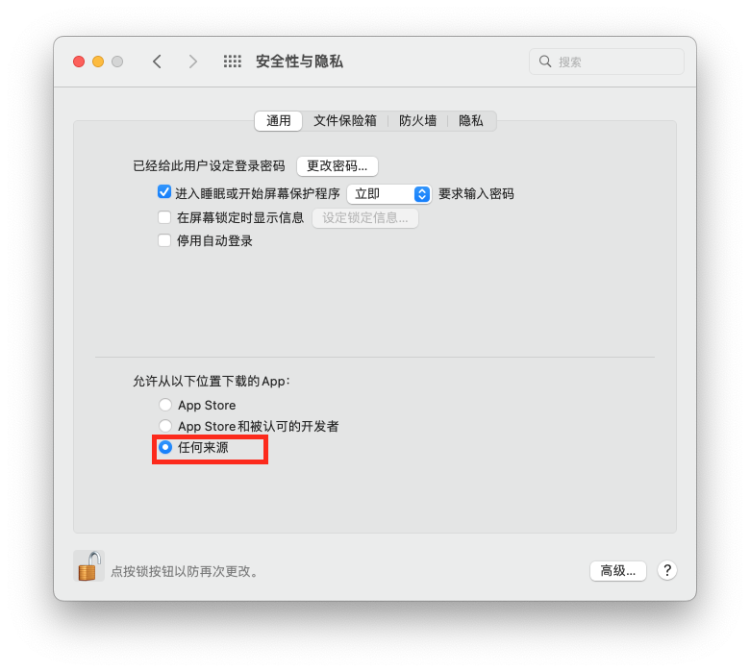 安全性与隐私
搜索
通用 文件保险箱 防火墙 隐私
已经给此用户设定登录密码 更改密码...
进入睡眠或开始屏幕保护程序 立即 要求输入密码
在屏幕锁定时显示信息 设定锁定信息...
停用自动登录
允许从以下位置下载的App：
App Store
App Store和被认可的开发者
任何来源
点按锁按钮以防再次更改。
高级... ?